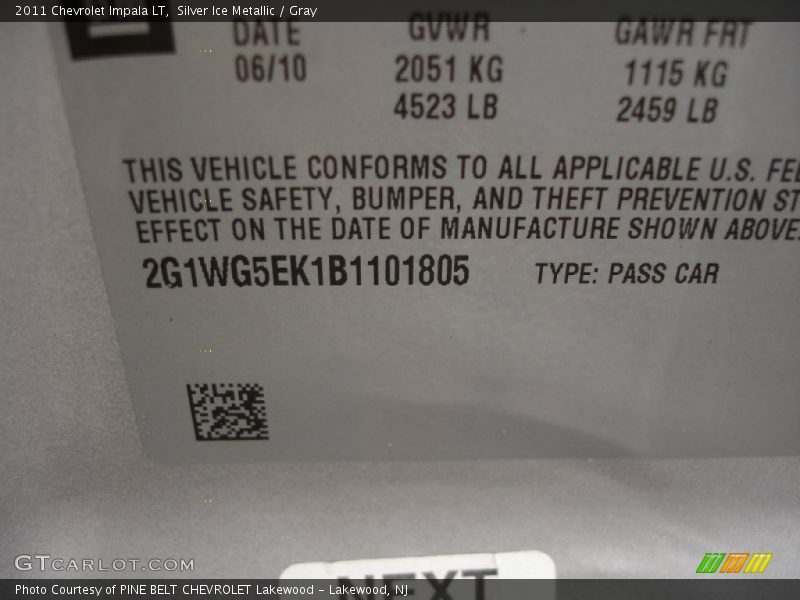 2011 Chevrolet Impala LT, Silver Ice Metallic / Gray
DATE GVWR GAWR FRT
06/10 2051 KG 1115 KG
4523 LB 2459 LB
THIS VEHICLE CONFORMS TO ALL APPLICABLE U.S. FE
VEHICLE SAFETY, BUMPER, AND THEFT PREVENTION ST
EFFECT ON THE DATE OF MANUFACTURE SHOWN ABOVE.
2G1WG5EK1B1101805 TYPE: PASS CAR
GTCARLOT.COM
NEXT
Photo Courtesy of PINE BELT CHEVROLET Lakewood - Lakewood, NJ